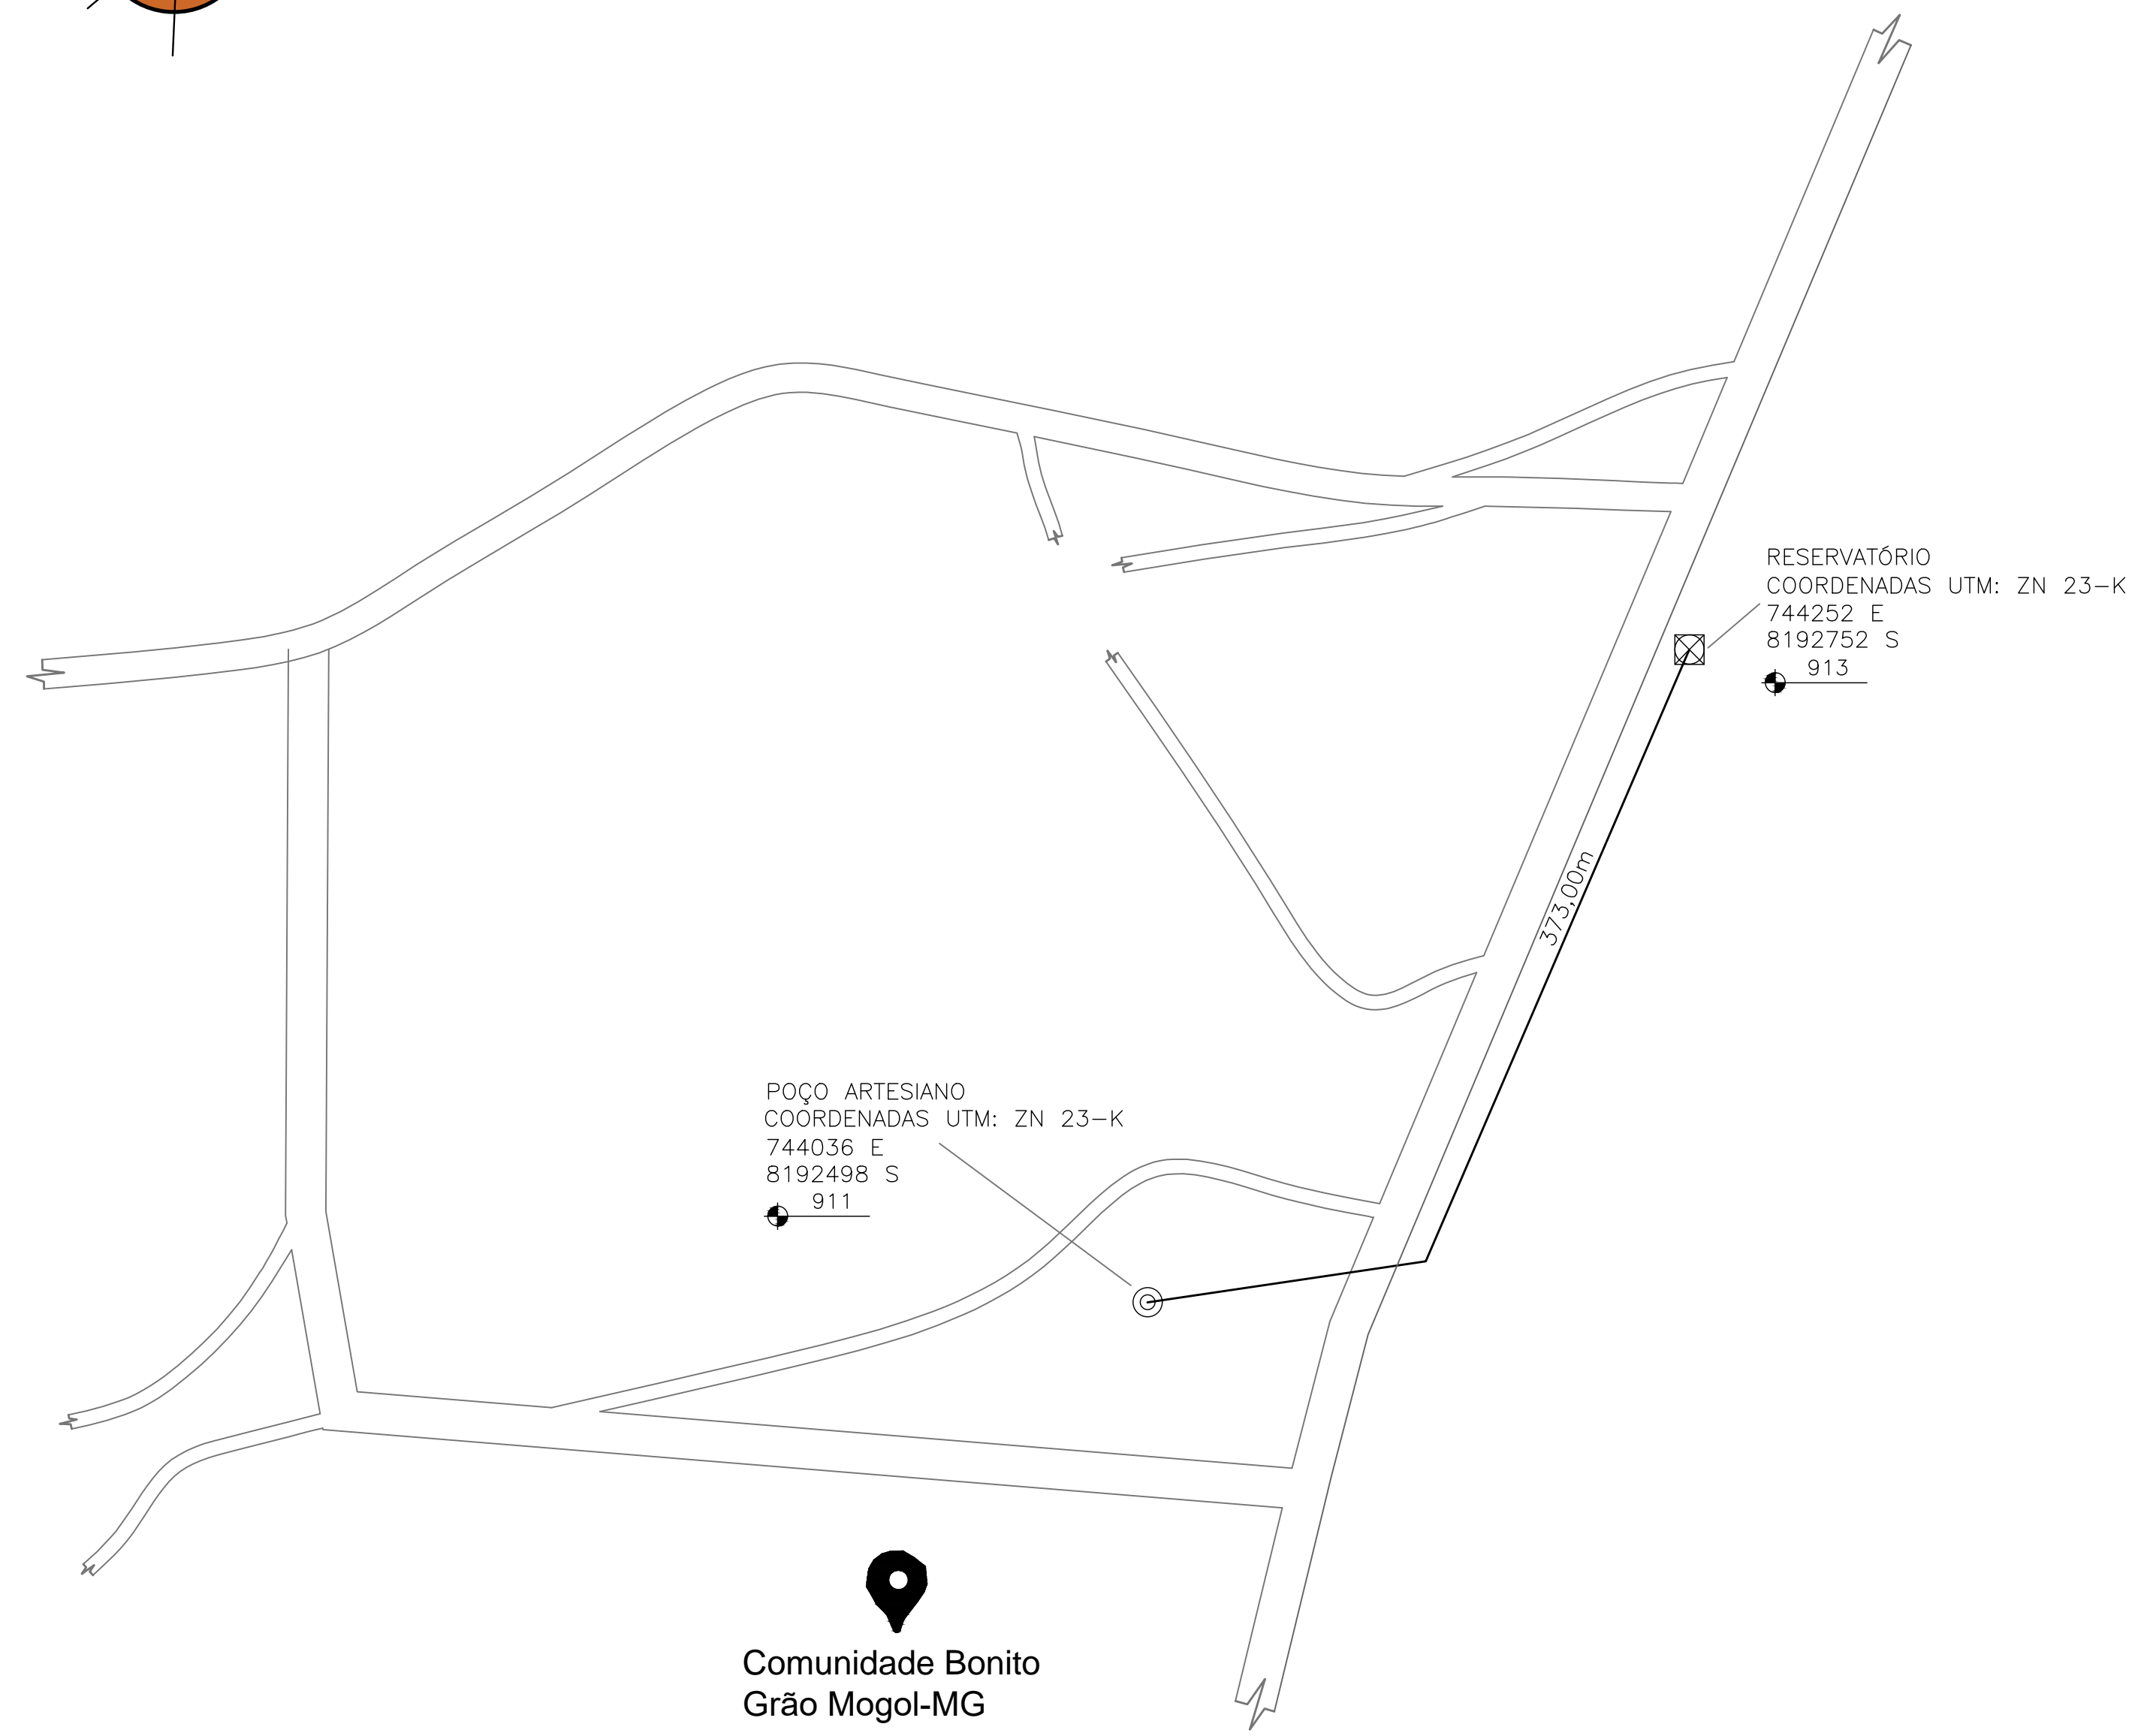 RESERVATÓRIO
COORDENADAS UTM: ZN 23-K
744252 E
8192752 S
913
373,00m
POÇO ARTESIANO
COORDENADAS UTM: ZN 23-K
744036 E
8192498 S
911
Comunidade Bonito
Grão Mogol-MG